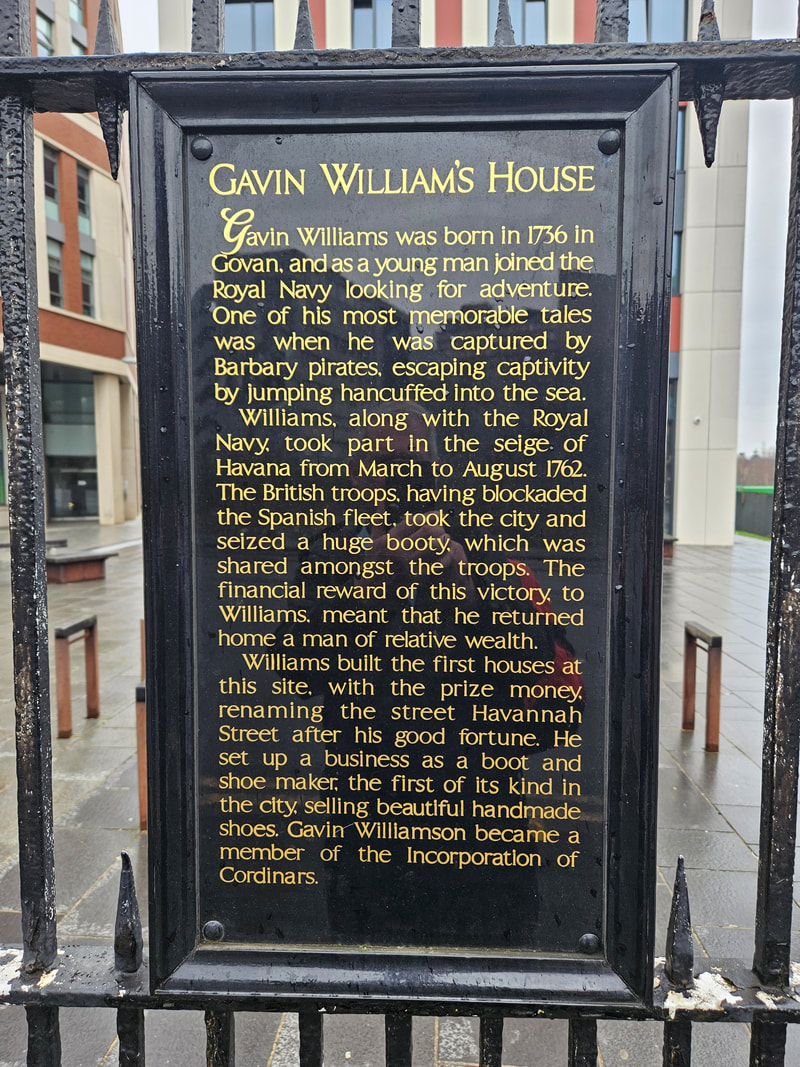 GAVIN WILLIAM'S HOUSE
Gavin Williams was born in 1736 in
Govan, and as a young man joined the
Royal Navy looking for adventure.
One of his most memorable tales
was when he was captured by
Barbary pirates, escaping captivity
by jumping hancuffed into the sea.
Williams, along with the Royal
Navy, took part in the seige of
Havana from March to August 1762.
The British troops, having blockaded
the Spanish fleet, took the city and
seized a huge booty, which was
shared amongst the troops. The
financial reward of this victory, to
Williams, meant that he returned
home a man of relative wealth.
Williams built the first houses at
this site, with the prize money,
renaming the street Havannah
Street after his good fortune. He
set up a business as a boot and
shoe maker, the first of its kind in
the city, selling beautiful handmade
shoes. Gavin Williamson became a
member of the Incorporation of
Cordinars.